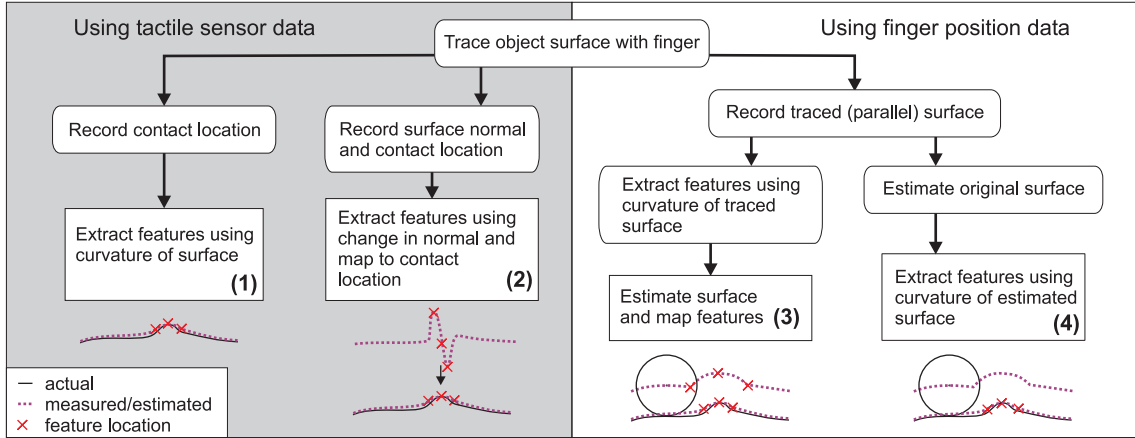 Using tactile sensor data
Using finger position data
Trace object surface with finger
Record contact location
Record surface normal
and contact location
Record traced (parallel) surface
Extract features using
curvature of surface
(1)
Extract features using
change in normal and
map to contact
location
(2)
Extract features using
curvature of traced
surface
Estimate original surface
Estimate surface
and map features
(3)
Extract features using
curvature of estimated
surface
(4)
actual
measured/estimated
feature location